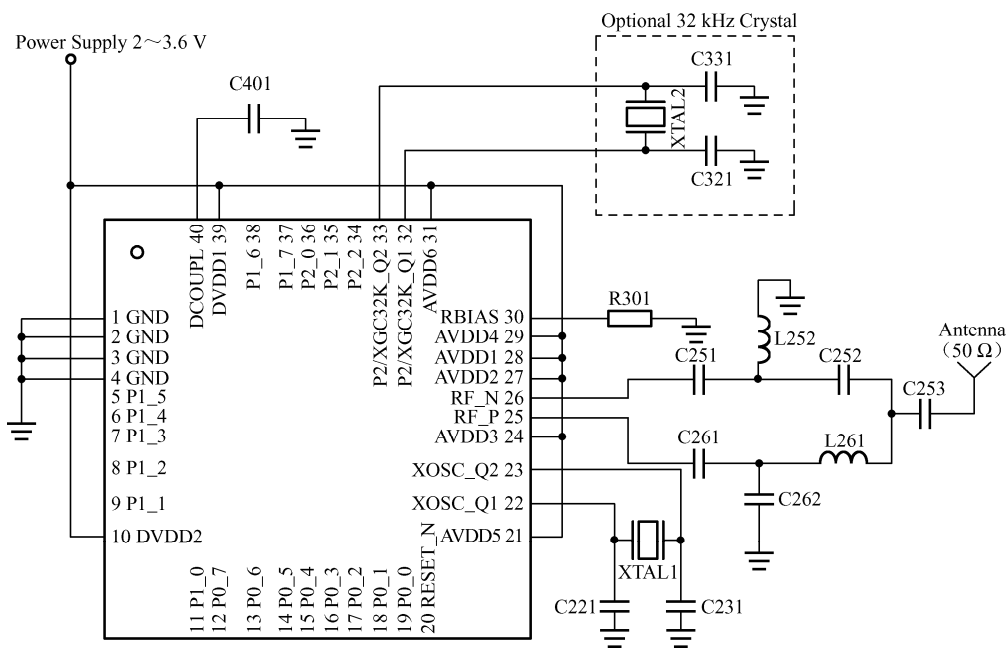 Optional 32 kHz Crystal
Power Supply 2～3.6 V
C331
C401
XTAL2
C321
DCOUPL 40
DVDD1 39
P1_6 38
P1_7 37
P2_0 36
P2_1 35
P2_2 34
P2/XGC32K_Q2 33
P2/XGC32K_Q1 32
AVDD6 31
1 GND
2 GND
3 GND
4 GND
5 P1_5
6 P1_4
7 P1_3
8 P1_2
9 P1_1
10 DVDD2
RBIAS 30
AVDD4 29
AVDD1 28
AVDD2 27
RF_N 26
RF_P 25
AVDD3 24
XOSC_Q2 23
XOSC_Q1 22
AVDD5 21
R301
L252
Antenna
（50 Ω）
C251
C252
C253
C261
L261
C262
XTAL1
C221
C231
11 P1_0
12 P0_7
13 P0_6
14 P0_5
15 P0_4
16 P0_3
17 P0_2
18 P0_1
19 P0_0
20 RESET_N